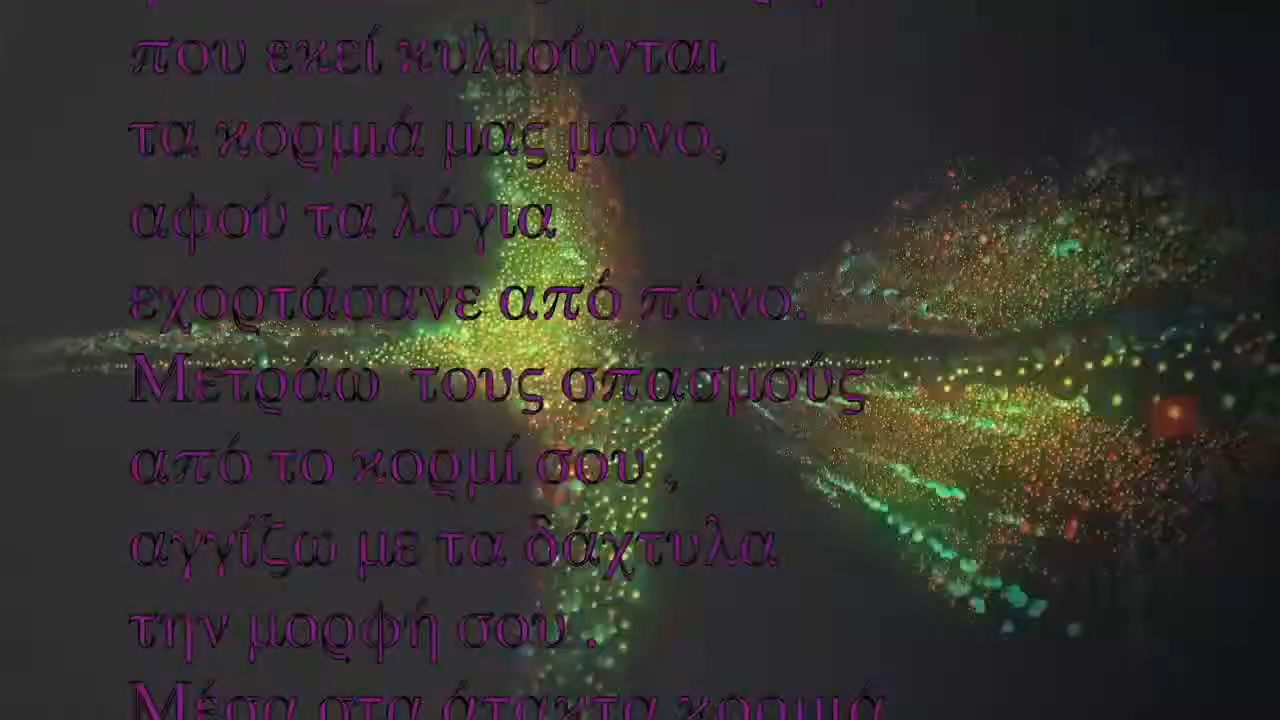 που εκεί κυλιούνται
τα κορμιά μας μόνο,
αφού τα λόγια
εχορτάσανε από πόνο.
Μετράω τους σπασμούς
από το κορμί σου ,
αγγίζω με τα δάχτυλα
την μορφή σου .
Μέσα στα άτακτα κορμιά